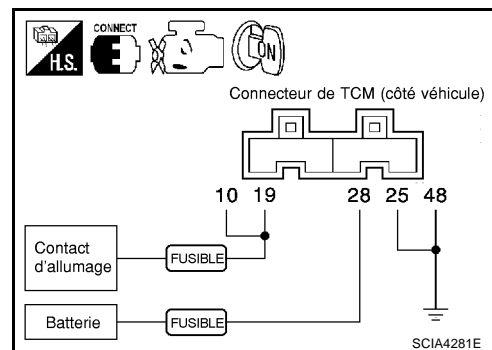 CONNECT
H.S.
ON
Connecteur de TCM (côté véhicule)
10 19 28 25 48
Contact
d'allumage
FUSIBLE
Batterie
FUSIBLE
SCIA4281E